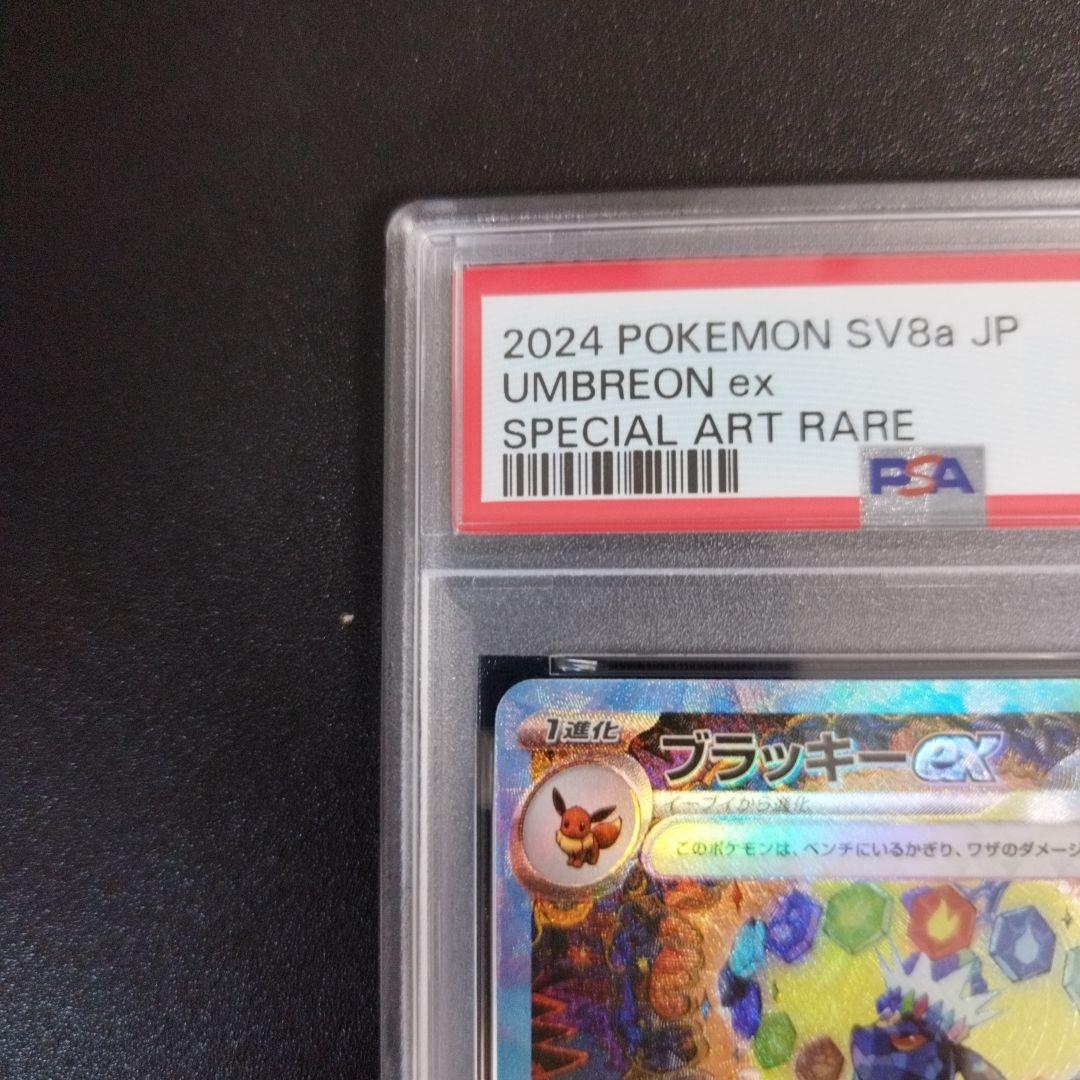 2024 POKEMON SV8a JP
UMBREON ex
SPECIAL ART RARE
PSA
1進化
ブラッキーex
イーブイから進化
このポケモンは、ベンチにいるかぎり、ワザのダメージ